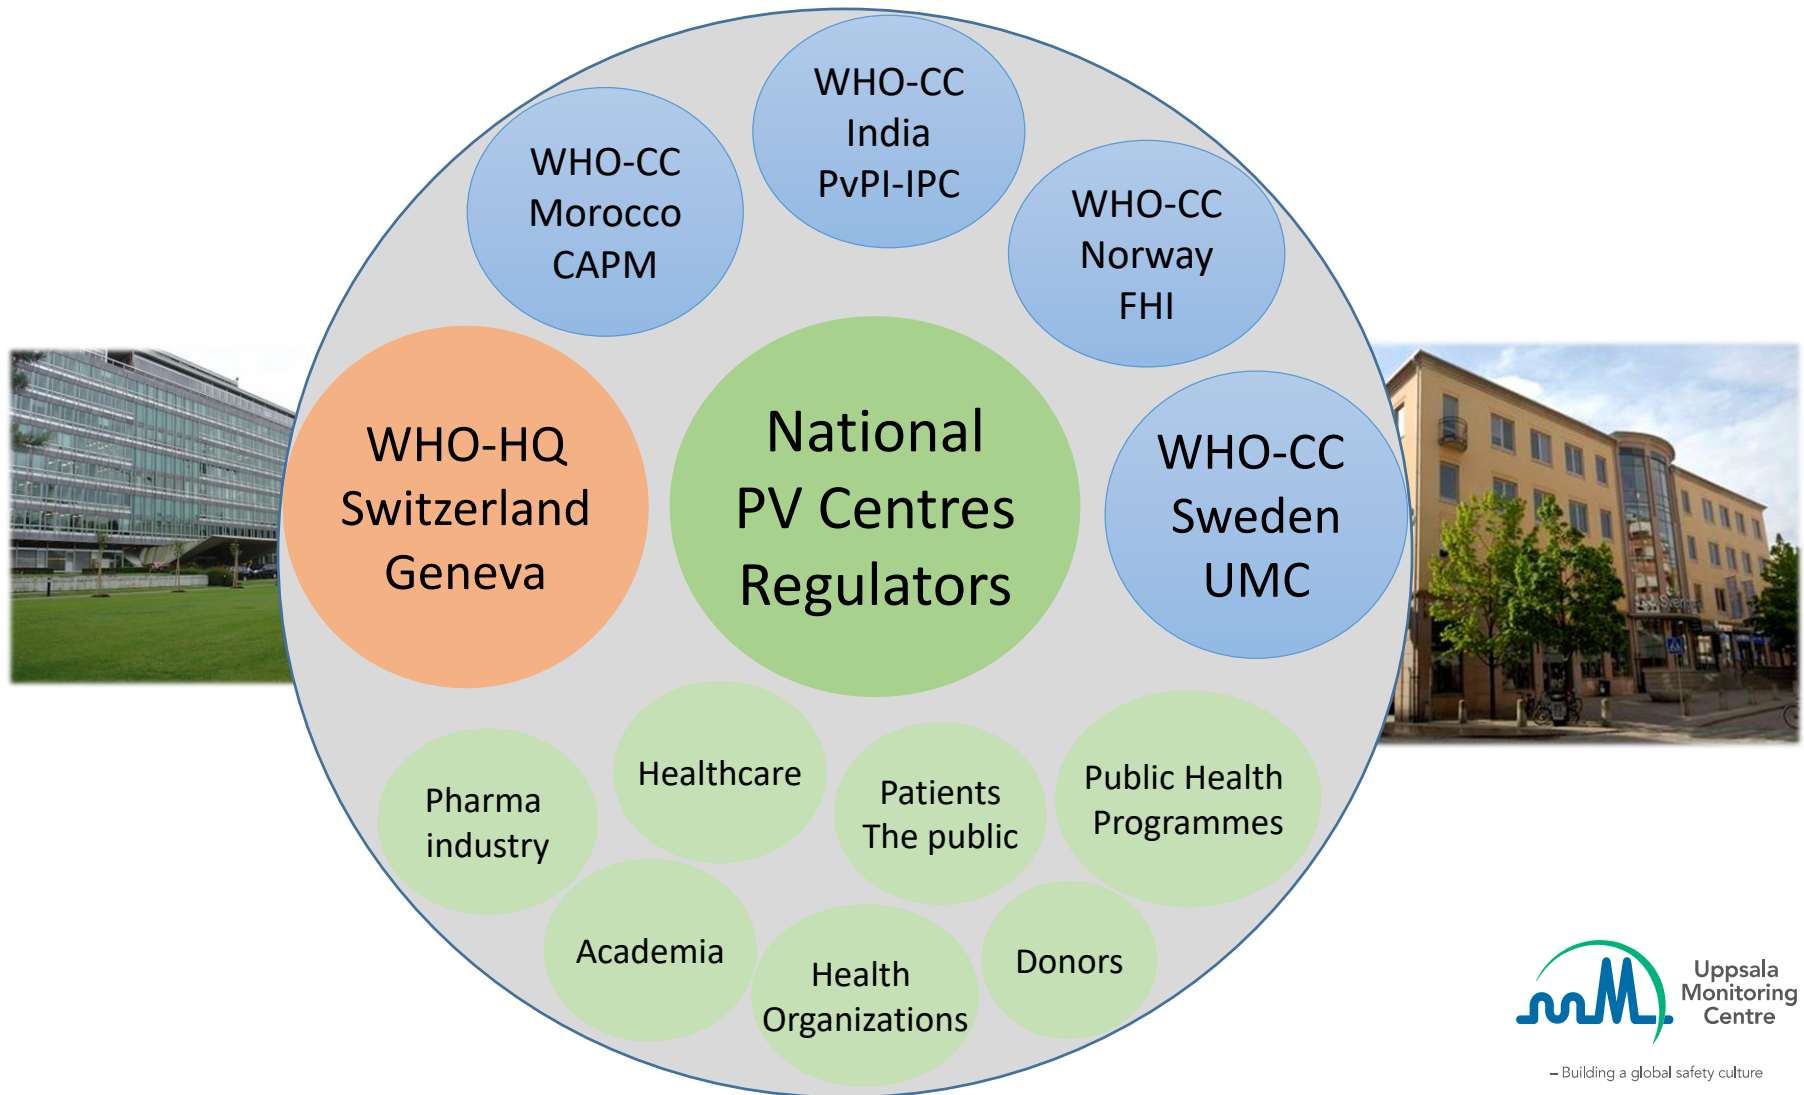 WHO-CC
India
PvPI-IPC
WHO-CC
Morocco
CAPM
WHO-CC
Norway
FHI
WHO-HQ
Switzerland
Geneva
National
PV Centres
Regulators
WHO-CC
Sweden
UMC
Pharma
industry
Healthcare
Patients
The public
Public Health
Programmes
Academia
Health
Organizations
Donors
Uppsala
Monitoring
Centre
– Building a global safety culture